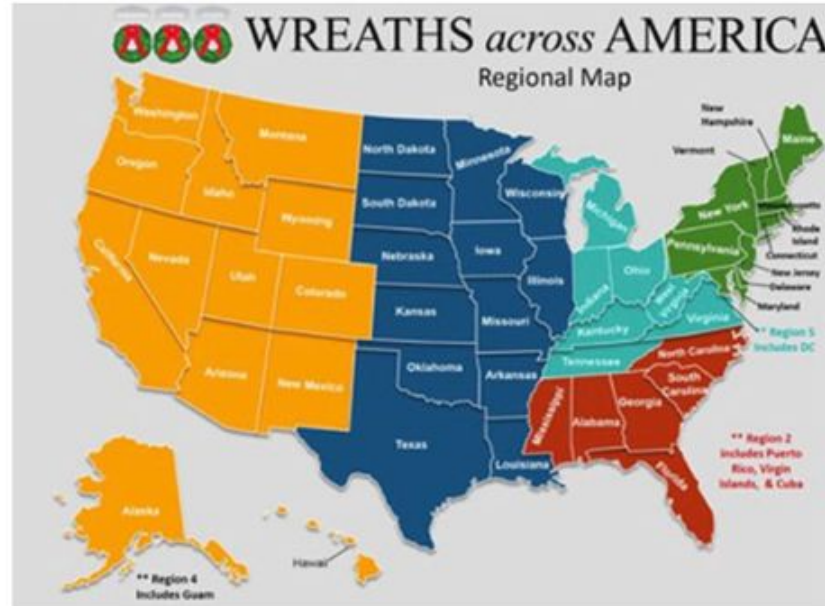 WREATHS across AMERICA
Regional Map
Washington
Montana
North Dakota
Minnesota
New
Hampshire
Maine
Vermont
Oregon
Idaho
Wyoming
South Dakota
Wisconsin
Michigan
New York
Massachusetts
Rhode
Island
Connecticut
New Jersey
Delaware
Maryland
Pennsylvania
California
Nevada
Utah
Colorado
Nebraska
Iowa
Illinois
Indiana
Ohio
West
Virginia
Virginia
Kansas
Missouri
Kentucky
** Region 5
Includes DC
Tennessee
North Carolina
Arizona
New Mexico
Oklahoma
Arkansas
South
Carolina
Mississippi
Alabama
Georgia
Texas
Louisiana
Florida
** Region 2
includes Puerto
Rico, Virgin
Islands, & Cuba
Alaska
Hawaii
** Region 4
Includes Guam